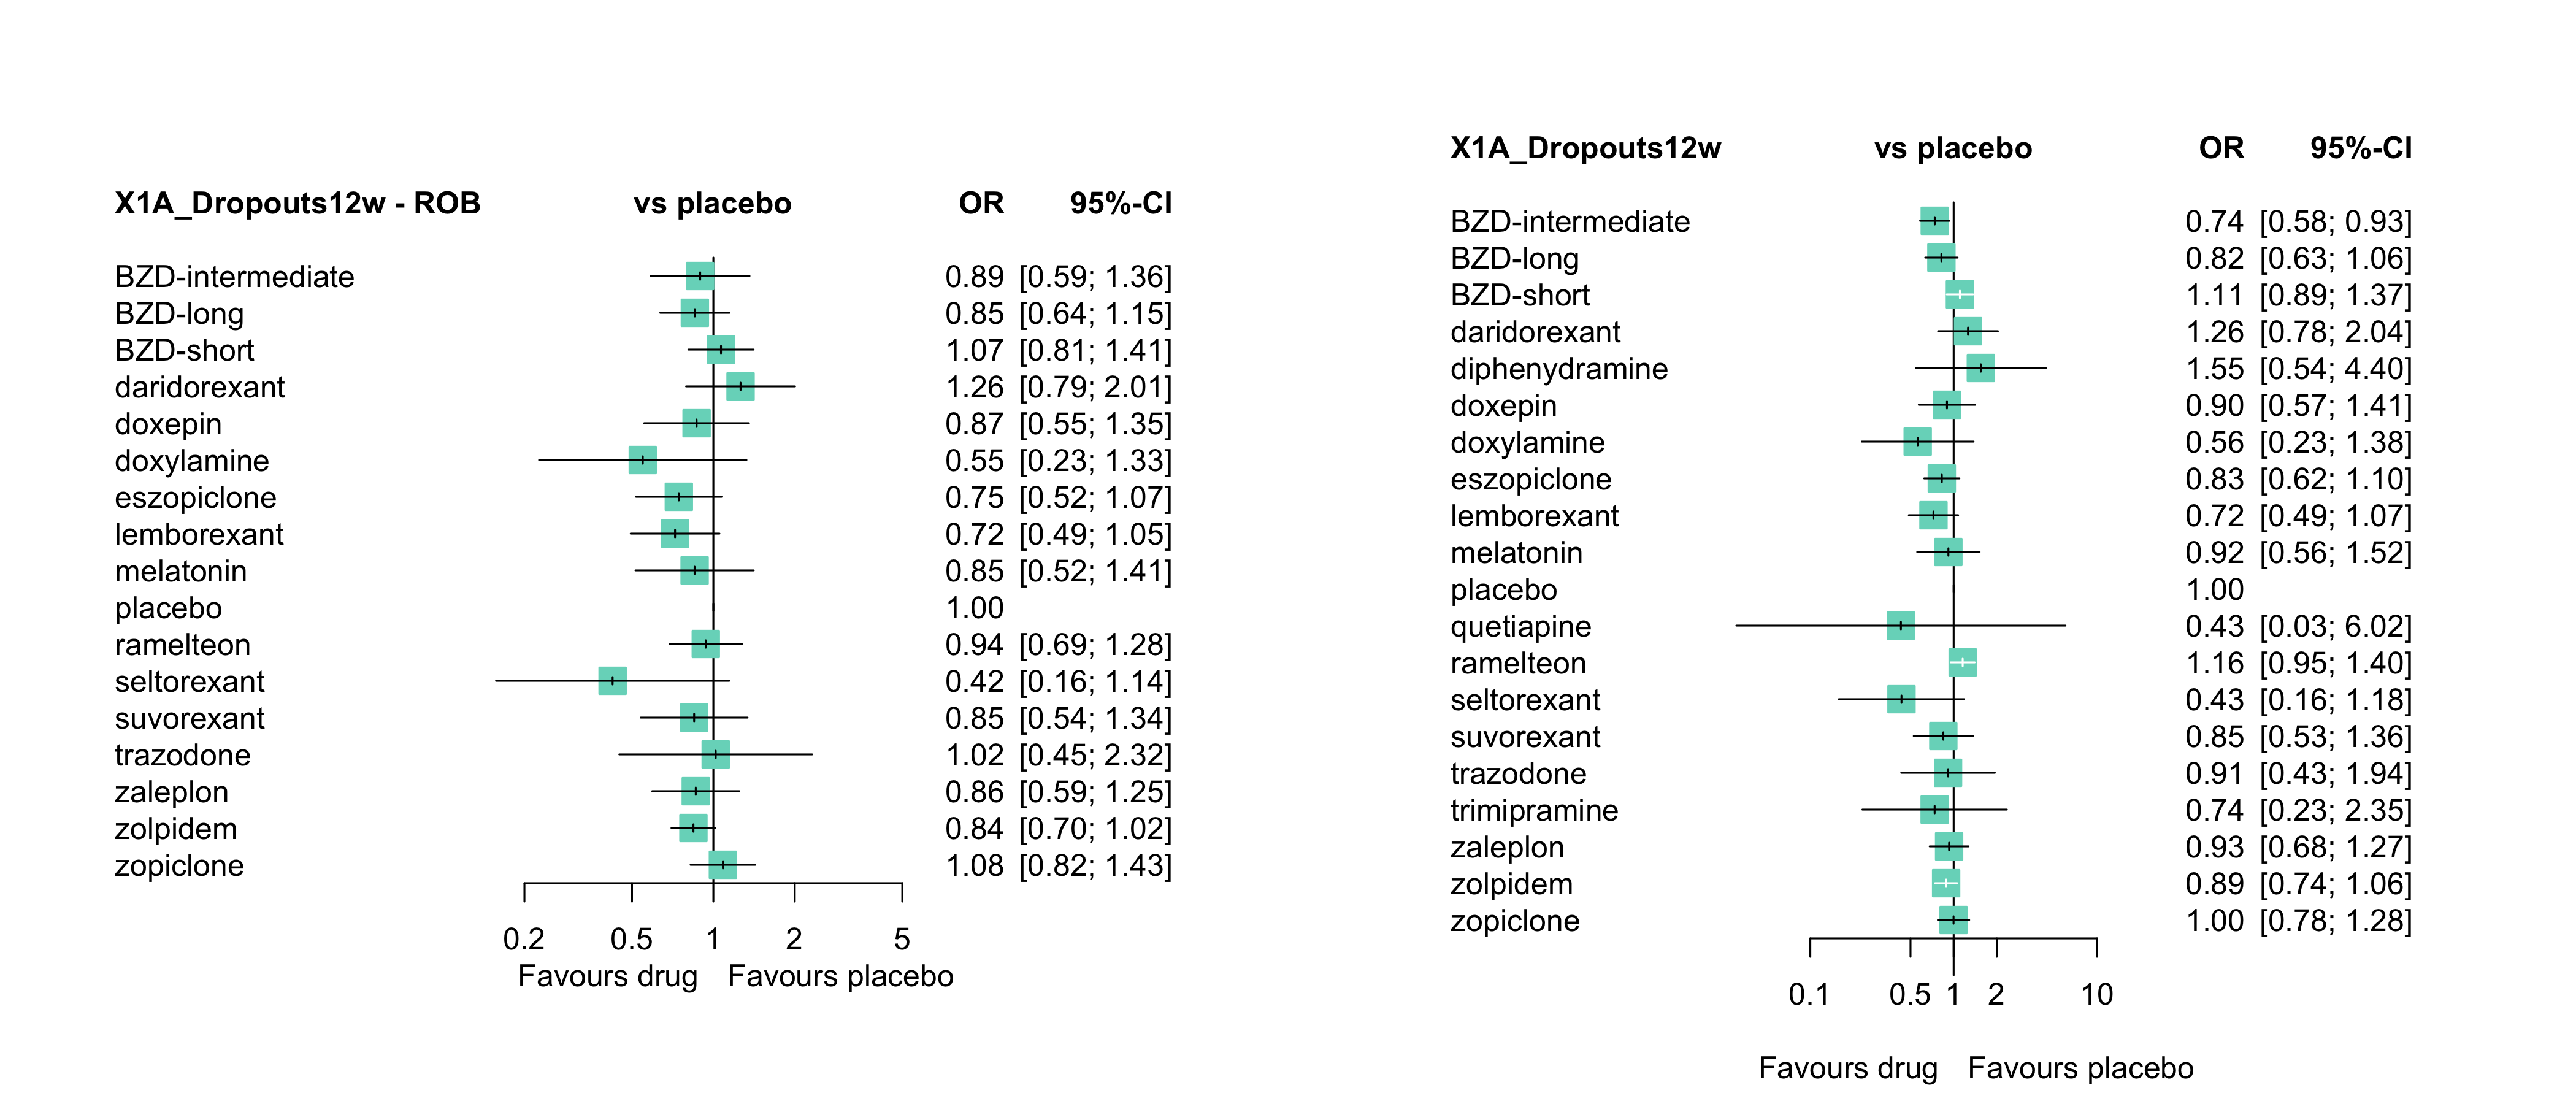 X1A_Dropouts12w - ROB vs placebo OR 95%-CI
BZD-intermediate 0.89 [0.59; 1.36]
BZD-long 0.85 [0.64; 1.15]
BZD-short 1.07 [0.81; 1.41]
daridorexant 1.26 [0.79; 2.01]
doxepin 0.87 [0.55; 1.35]
doxylamine 0.55 [0.23; 1.33]
eszopiclone 0.75 [0.52; 1.07]
lemborexant 0.72 [0.49; 1.05]
melatonin 0.85 [0.52; 1.41]
placebo 1.00
ramelteon 0.94 [0.69; 1.28]
seltorexant 0.42 [0.16; 1.14]
suvorexant 0.85 [0.54; 1.34]
trazodone 1.02 [0.45; 2.32]
zaleplon 0.86 [0.59; 1.25]
zolpidem 0.84 [0.70; 1.02]
zopiclone 1.08 [0.82; 1.43]
0.2 0.5 1 2 5
Favours drug Favours placebo
X1A_Dropouts12w vs placebo OR 95%-CI
BZD-intermediate 0.74 [0.58; 0.93]
BZD-long 0.82 [0.63; 1.06]
BZD-short 1.11 [0.89; 1.37]
daridorexant 1.26 [0.78; 2.04]
diphenydramine 1.55 [0.54; 4.40]
doxepin 0.90 [0.57; 1.41]
doxylamine 0.56 [0.23; 1.38]
eszopiclone 0.83 [0.62; 1.10]
lemborexant 0.72 [0.49; 1.07]
melatonin 0.92 [0.56; 1.52]
placebo 1.00
quetiapine 0.43 [0.03; 6.02]
ramelteon 1.16 [0.95; 1.40]
seltorexant 0.43 [0.16; 1.18]
suvorexant 0.85 [0.53; 1.36]
trazodone 0.91 [0.43; 1.94]
trimipramine 0.74 [0.23; 2.35]
zaleplon 0.93 [0.68; 1.27]
zolpidem 0.89 [0.74; 1.06]
zopiclone 1.00 [0.78; 1.28]
0.1 0.5 1 2 10
Favours drug Favours placebo